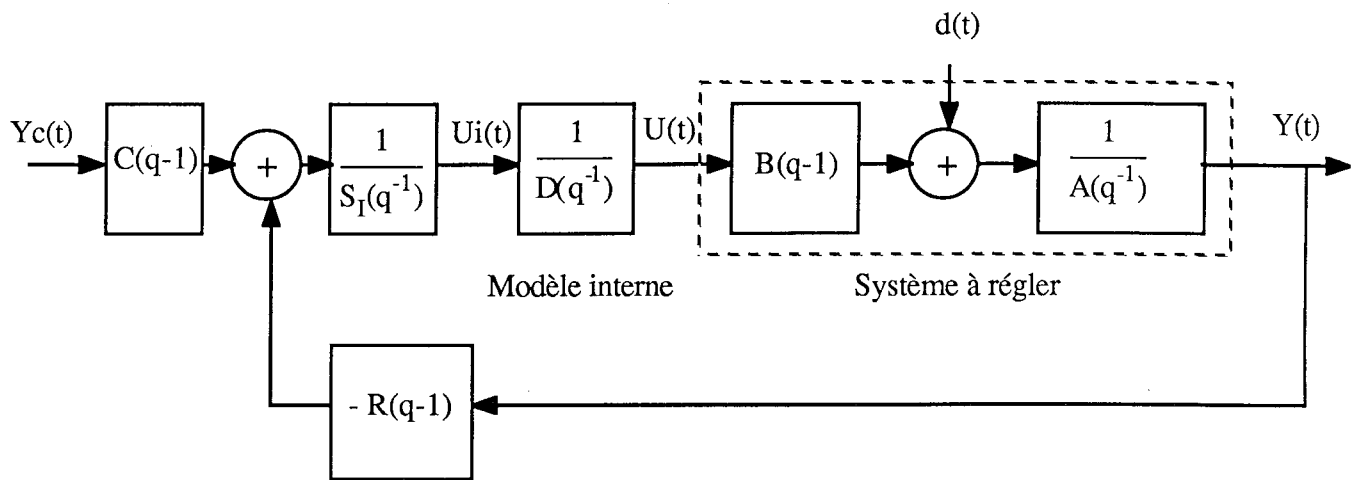 d(t)
Yc(t)
C(q-1)
+
1
S_I(q^-1)
Ui(t)
1
D(q^-1)
U(t)
B(q-1)
+
1
A(q^-1)
Y(t)
Modèle interne
Système à régler
- R(q-1)